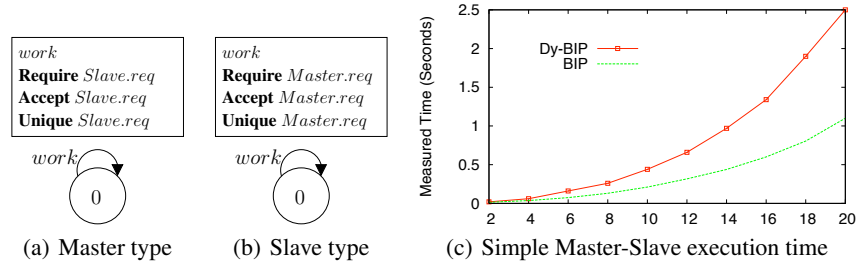 work
Require Slave.req
Accept Slave.req
Unique Slave.req
work
0
(a) Master type
work
Require Master.req
Accept Master.req
Unique Master.req
work
0
(b) Slave type
Measured Time (Seconds)
2.5
2
1.5
1
0.5
0
Dy-BIP
BIP
2 4 6 8 10 12 14 16 18 20
(c) Simple Master-Slave execution time